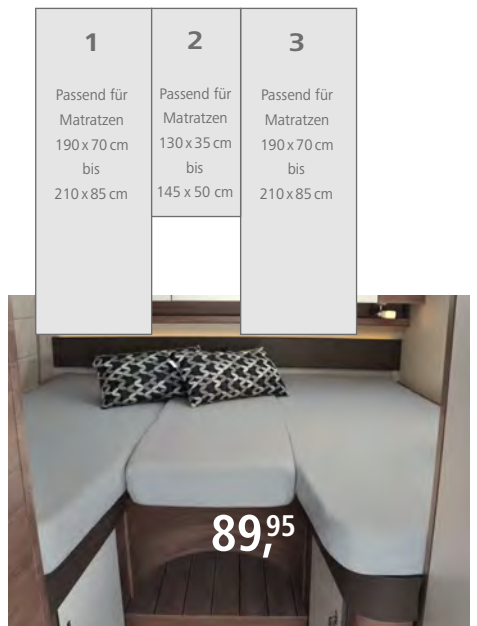 1
Passend für
Matratzen
190 x 70 cm
bis
210 x 85 cm
2
Passend für
Matratzen
130 x 35 cm
bis
145 x 50 cm
3
Passend für
Matratzen
190 x 70 cm
bis
210 x 85 cm
89,95